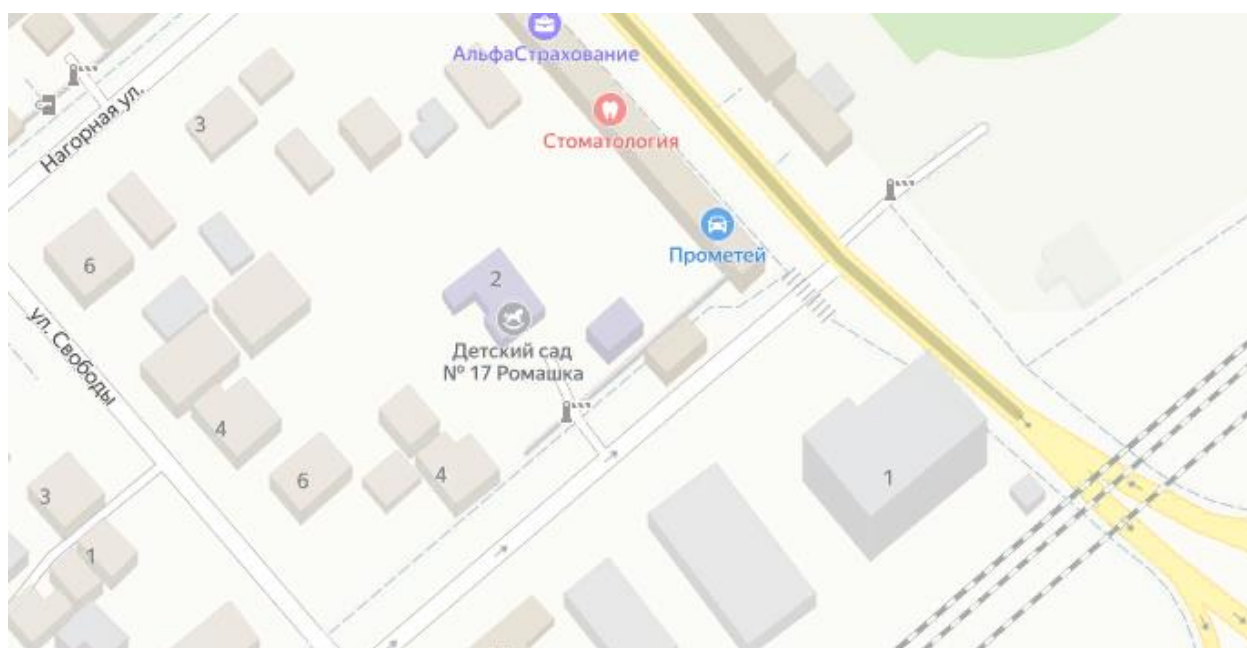 АльфаСтрахование
Стоматология
Нагорная ул.
3
Прометей
6
2
Детский сад
№ 17 Ромашка
ул. Свободы
4
6
4
1
3
1